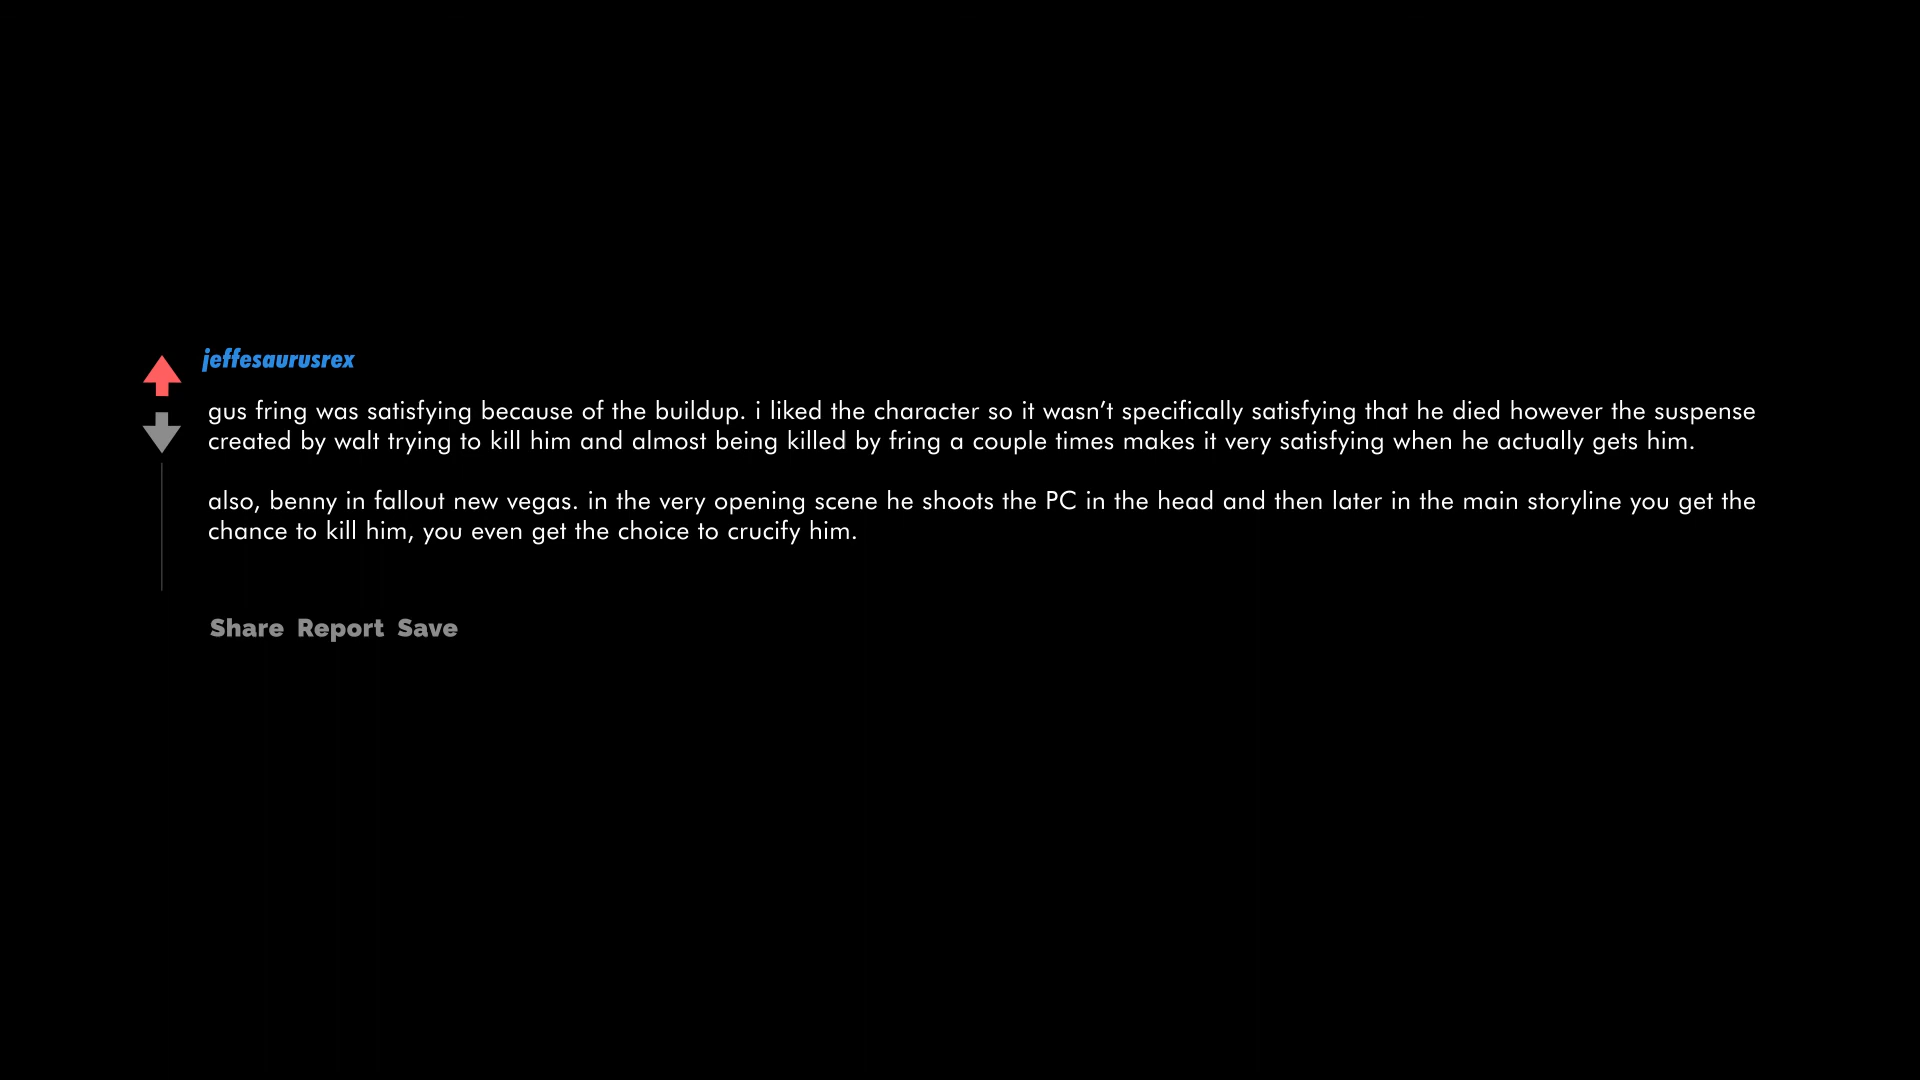 jeffesaurusrex
gus fring was satisfying because of the buildup. i liked the character so it wasn’t specifically satisfying that he died however the suspense
created by walt trying to kill him and almost being killed by fring a couple times makes it very satisfying when he actually gets him.
also, benny in fallout new vegas. in the very opening scene he shoots the PC in the head and then later in the main storyline you get the
chance to kill him, you even get the choice to crucify him.
Share Report Save